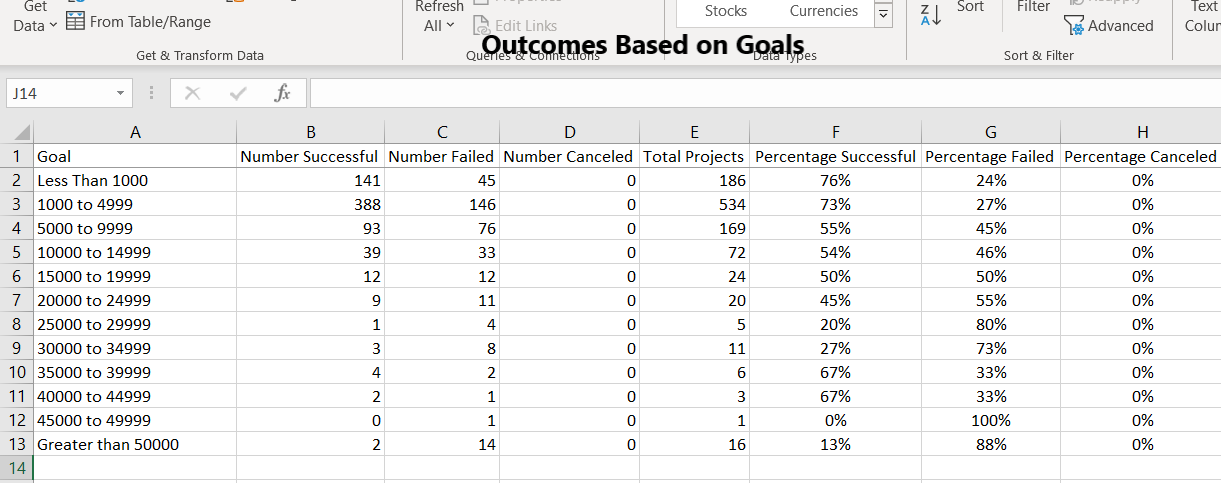 Get Refresh Stocks Currencies Sort Filter Reapply Text
Data From Table/Range All Edit Links Advanced
Outcomes Based on Goals
Get & Transform Data Queries & Connections Data Types Sort & Filter
J14 fx
A B C D E F G H
1 Goal Number Successful Number Failed Number Canceled Total Projects Percentage Successful Percentage Failed Percentage Canceled
2 Less Than 1000 141 45 0 186 76% 24% 0%
3 1000 to 4999 388 146 0 534 73% 27% 0%
4 5000 to 9999 93 76 0 169 55% 45% 0%
5 10000 to 14999 39 33 0 72 54% 46% 0%
6 15000 to 19999 12 12 0 24 50% 50% 0%
7 20000 to 24999 9 11 0 20 45% 55% 0%
8 25000 to 29999 1 4 0 5 20% 80% 0%
9 30000 to 34999 3 8 0 11 27% 73% 0%
10 35000 to 39999 4 2 0 6 67% 33% 0%
11 40000 to 44999 2 1 0 3 67% 33% 0%
12 45000 to 49999 0 1 0 1 0% 100% 0%
13 Greater than 50000 2 14 0 16 13% 88% 0%
14